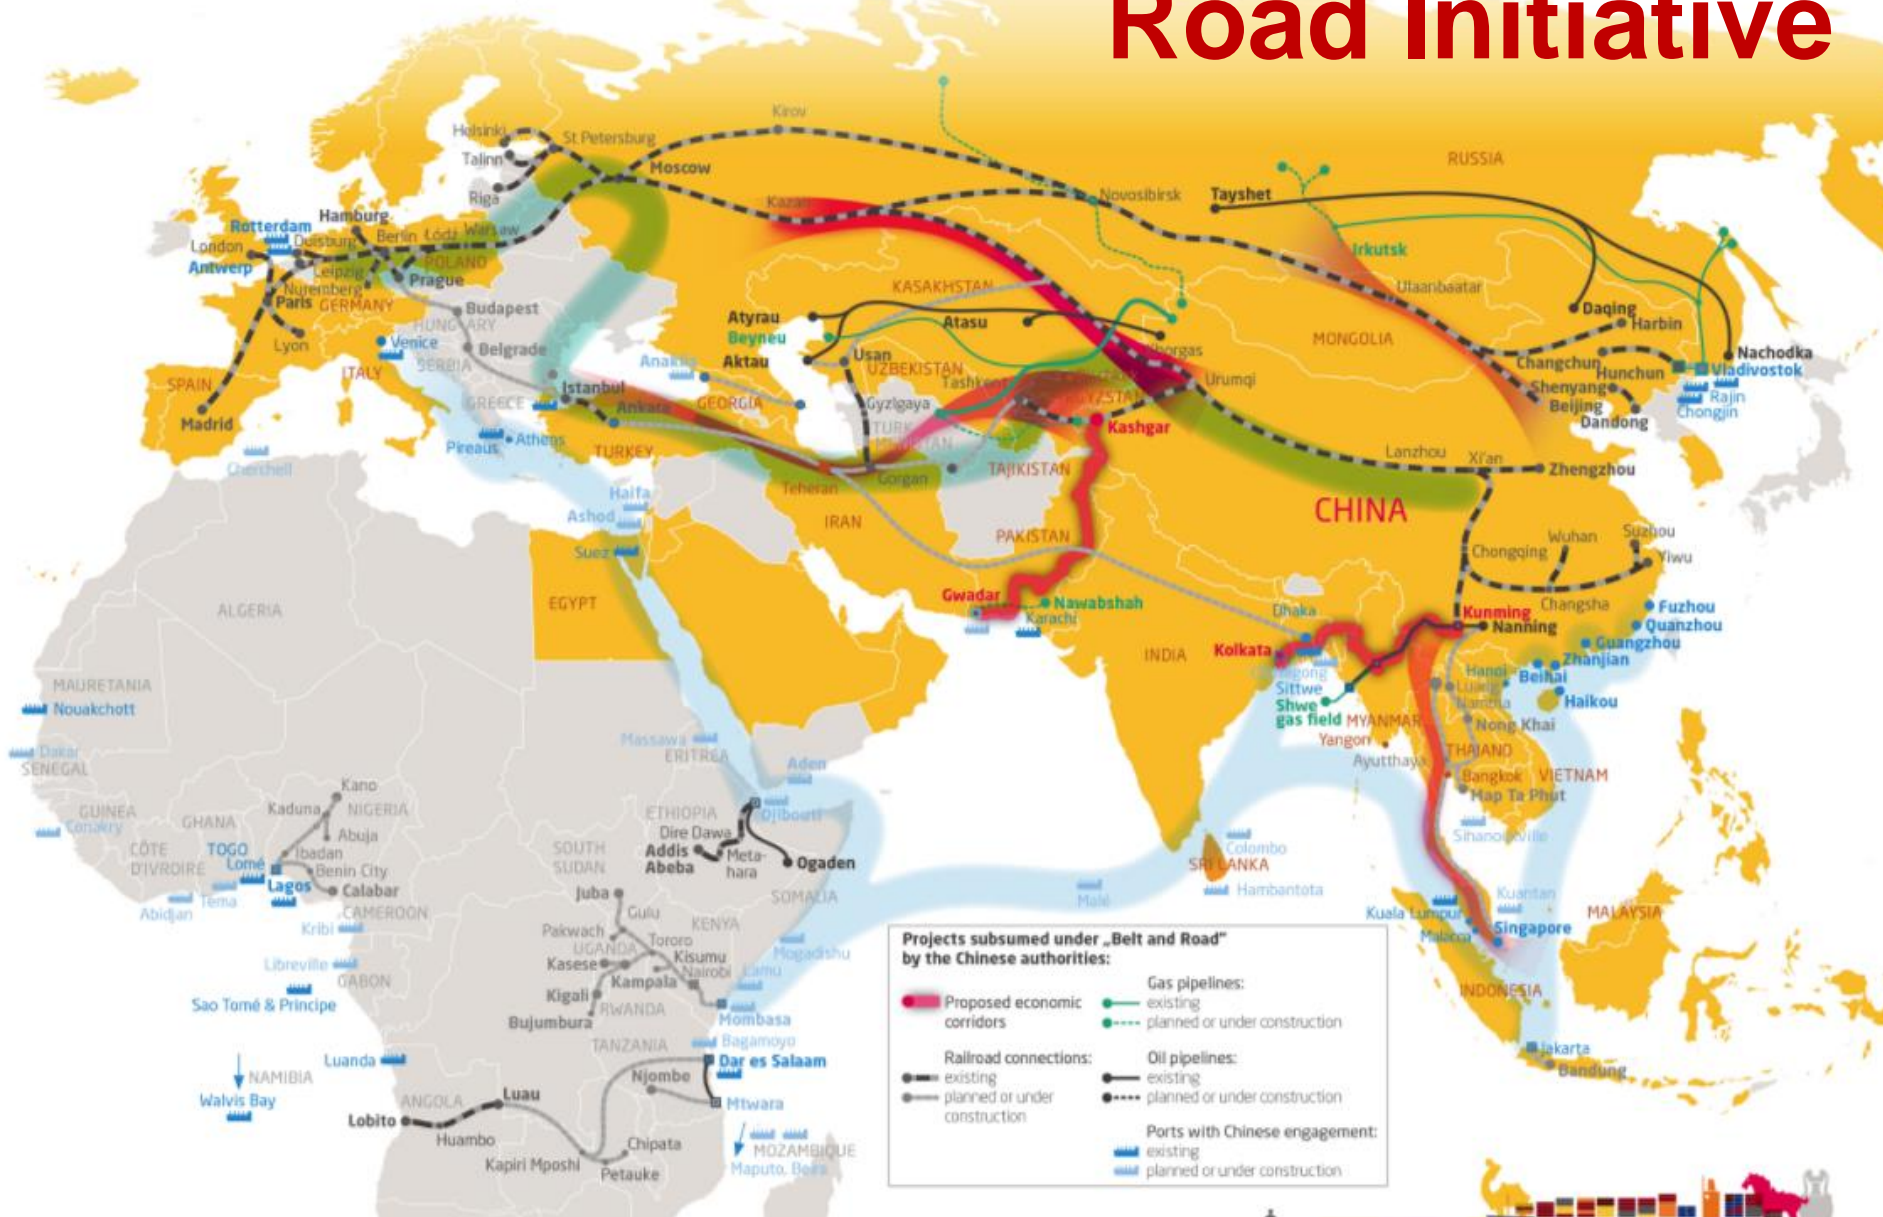 Road Initiative
Kirov
Helsinki
St Petersburg
Talinn
Moscow
RUSSIA
Riga
Kazan
Novosibirsk
Tayshet
Hamburg
Rotterdam
London
Duisburg
Berlin
Łódź
Warsaw
Irkutsk
Antwerp
Leipzig
POLAND
Prague
Nuremberg
Paris
GERMANY
KASAKHSTAN
Ulaanbaatar
Budapest
Atyrau
Atasu
Daqing
HUNGARY
Beyneu
Harbin
Lyon
Venice
Belgrade
MONGOLIA
Usan
Nachodka
SERBIA
Anaklia
Aktau
UZBEKISTAN
Changchun
Hunchun
Vladivostok
SPAIN
ITALY
Istanbul
Tashkent
Urumqi
Shenyang
Rajin
GREECE
Ankara
GEORGIA
Gyzlgaya
Beijing
Chongjin
Madrid
Kashgar
Dandong
Pireaus
Athens
TURKEY
Lanzhou
Xi'an
Zhengzhou
Cherchell
TAJIKISTAN
Teheran
Gorgan
Haifa
CHINA
Ashod
IRAN
PAKISTAN
Suzhou
Suez
Wuhan
Chongqing
Yiwu
Gwadar
Nawabshah
EGYPT
Karachi
Dhaka
Kunming
Changsha
Fuzhou
ALGERIA
Nanning
Quanzhou
Guangzhou
INDIA
Kolkata
Zhanjian
Hanoi
Beihai
MAURETANIA
Sittwe
Luang
Namtha
Haikou
Nouakchott
Shwe
gas field
MYANMAR
Nong Khai
Massawa
Yangon
Dakar
ERITREA
THAILAND
SENEGAL
Aden
Ayutthaya
Bangkok
VIETNAM
Kano
Map Ta Phut
Kaduna
NIGERIA
GUINEA
ETHIOPIA
Djibouti
GHANA
Conakry
Abuja
Dire Dawa
Sihanoukville
Colombo
CÔTE
D'IVROIRE
TOGO
Ibadan
SOUTH
SUDAN
Addis
Abeba
Meta-
hara
Ogaden
SRI LANKA
Lomé
Benin City
Lagos
Calabar
Juba
SOMALIA
Malé
Hambantota
Kuantan
Tema
Abidjan
CAMEROON
Gulu
Kuala Lumpur
MALAYSIA
Kribi
Pakwach
KENYA
Malacca
Singapore
UGANDA
Tororo
Mogadishu
Libreville
Kasese
Kisumu
Nairobi
Lamu
GABON
Kampala
INDONESIA
Sao Tomé & Principe
Kigali
RWANDA
Bujumbura
Mombasa
TANZANIA
Bagamoyo
Jakarta
Luanda
Dar es Salaam
Bandung
NAMIBIA
Njombe
Walvis Bay
ANGOLA
Luau
Mtwara
Lobito
Huambo
Chipata
MOZAMBIQUE
Kapiri Mposhi
Petauke
Maputo, Beira
Projects subsumed under „Belt and Road"
by the Chinese authorities:
Proposed economic
corridors
Railroad connections:
existing
planned or under
construction
Gas pipelines:
existing
planned or under construction
Oil pipelines:
existing
planned or under construction
Ports with Chinese engagement:
existing
planned or under construction